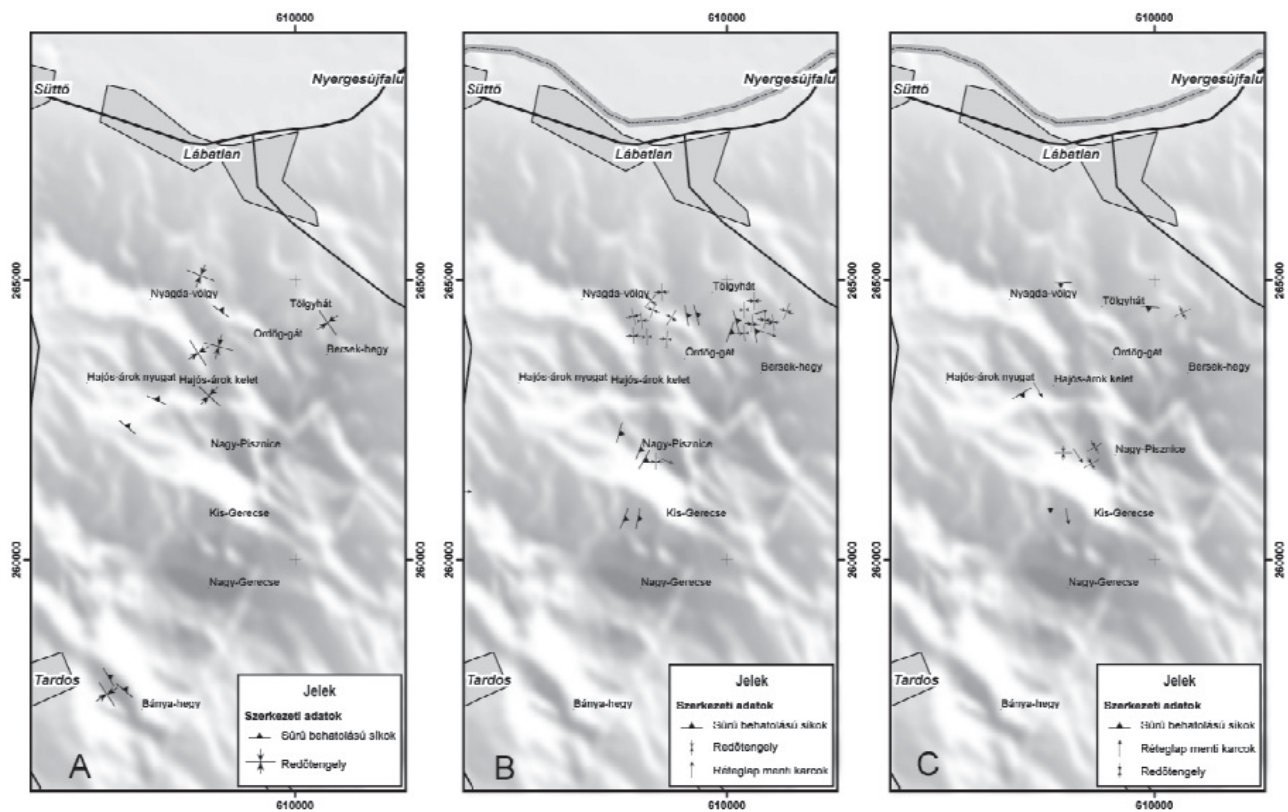 610000
Süttő
Nyergesújfalu
Lábatlan
265000
Nyagda-völgy
Tölgyhát
Ördög-gát
Bersek-hegy
Hajós-árok nyugat
Hajós-árok kelet
Nagy-Pisznice
Kis-Gerecse
260000
Nagy-Gerecse
Tardos
Bánya-hegy
Jelek
Szerkezeti adatok
Sűrű behatolású síkok
Redőtengely
A
610000
610000
Süttő
Nyergesújfalu
Lábatlan
265000
Nyagda-völgy
Tölgyhát
Ördög-gát
Bersek-hegy
Hajós-árok nyugat
Hajós-árok kelet
Nagy-Pisznice
Kis-Gerecse
260000
Nagy-Gerecse
Tardos
Bánya-hegy
Jelek
Szerkezeti adatok
Sűrű behatolású síkok
Redőtengely
Réteglap menti karcok
B
610000
610000
Süttő
Nyergesújfalu
Lábatlan
265000
Nyagda-völgy
Tölgyhát
Ördög-gát
Bersek-hegy
Hajós-árok nyugat
Hajós-árok kelet
Nagy-Pisznice
Kis-Gerecse
260000
Nagy-Gerecse
Tardos
Bánya-hegy
Jelek
Szerkezeti adatok
Sűrű behatolású síkok
Réteglap menti karcok
Redőtengely
C
610000
265000
260000